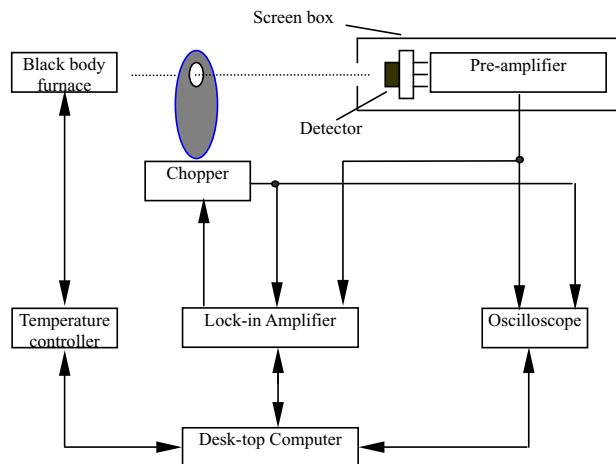 Screen box
Black body
furnace
Pre-amplifier
Detector
Chopper
Temperature
controller
Lock-in Amplifier
Oscilloscope
Desk-top Computer